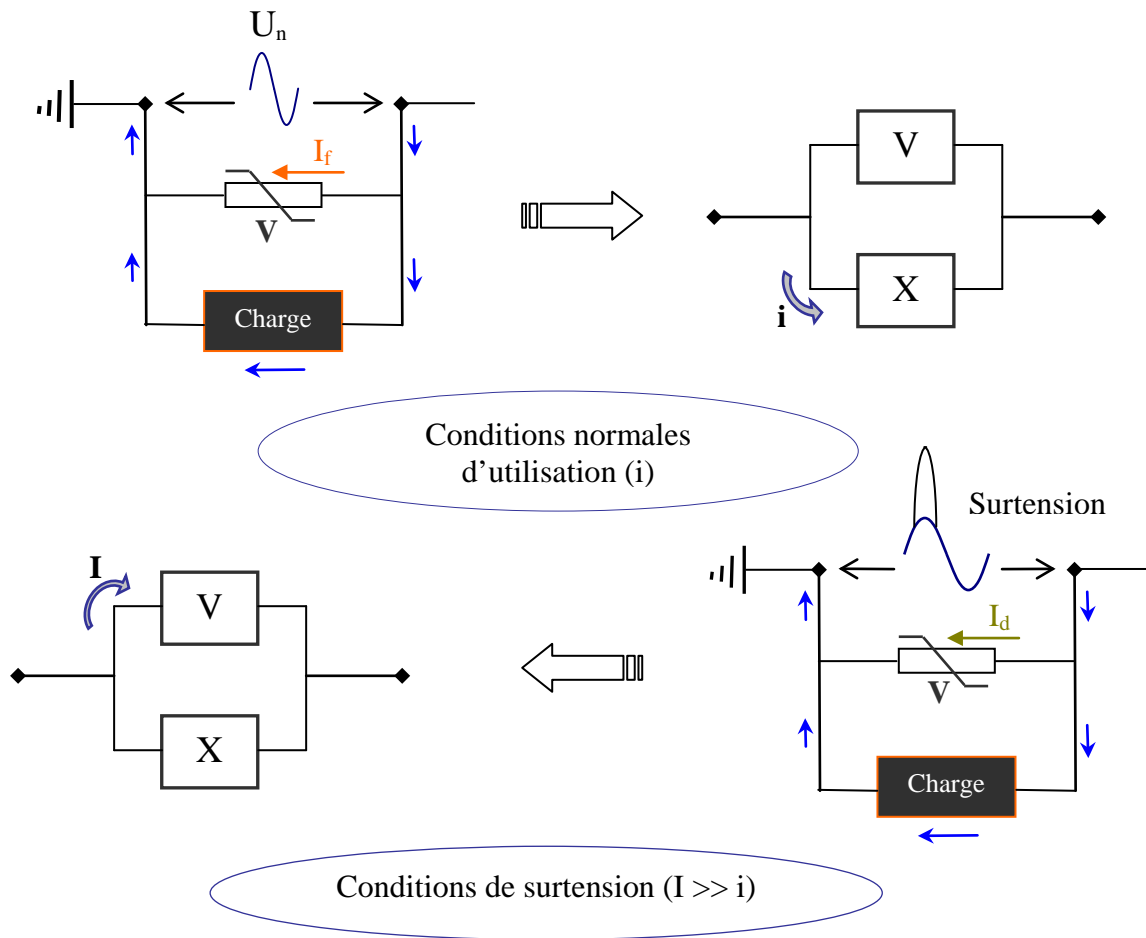 Un
If
V
Charge
V
X
i
Conditions normales
d’utilisation (i)
Surtension
I
V
X
Id
V
Charge
Conditions de surtension (I >> i)